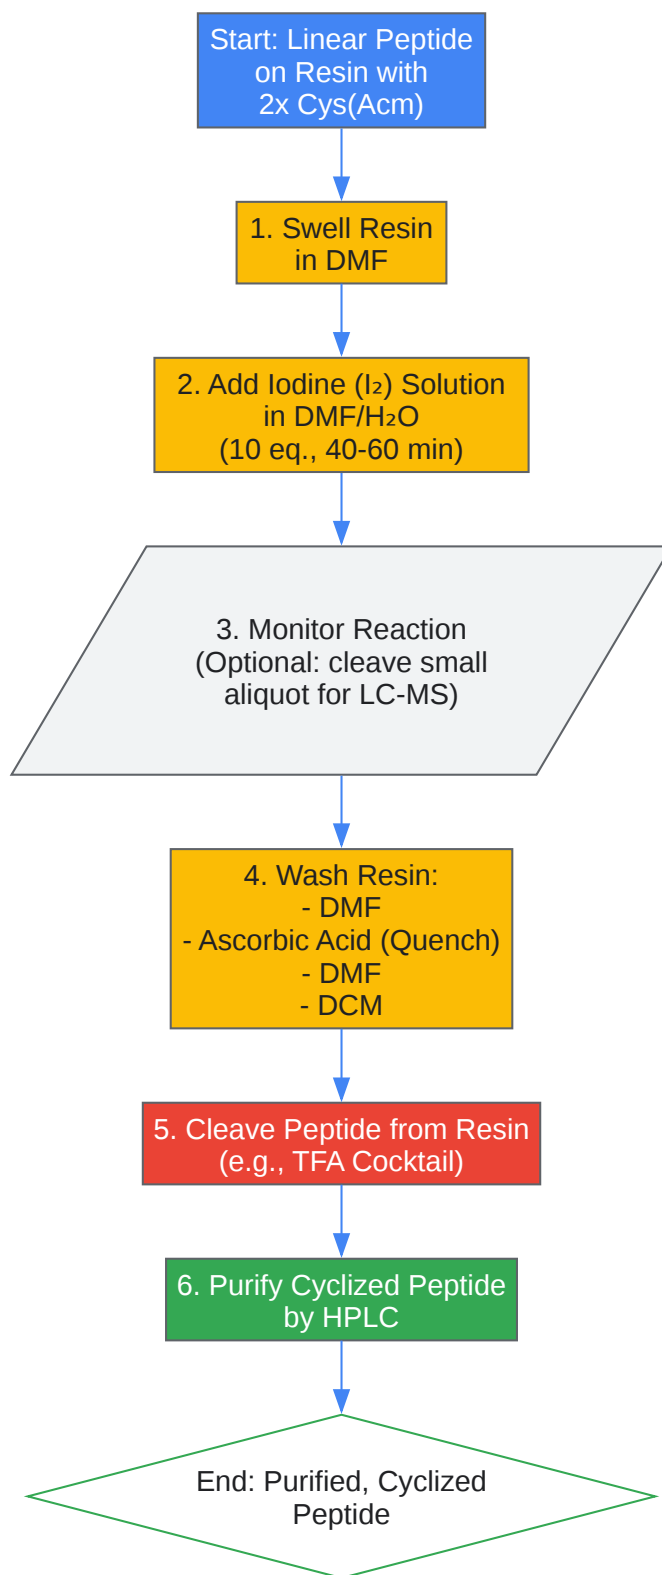 Start: Linear Peptide
on Resin with
2x Cys(Acm)
1. Swell Resin
in DMF
2. Add Iodine (I₂) Solution
in DMF/H₂O
(10 eq., 40-60 min)
3. Monitor Reaction
(Optional: cleave small
aliquot for LC-MS)
4. Wash Resin:
- DMF
- Ascorbic Acid (Quench)
- DMF
- DCM
5. Cleave Peptide from Resin
(e.g., TFA Cocktail)
6. Purify Cyclized Peptide
by HPLC
End: Purified, Cyclized
Peptide